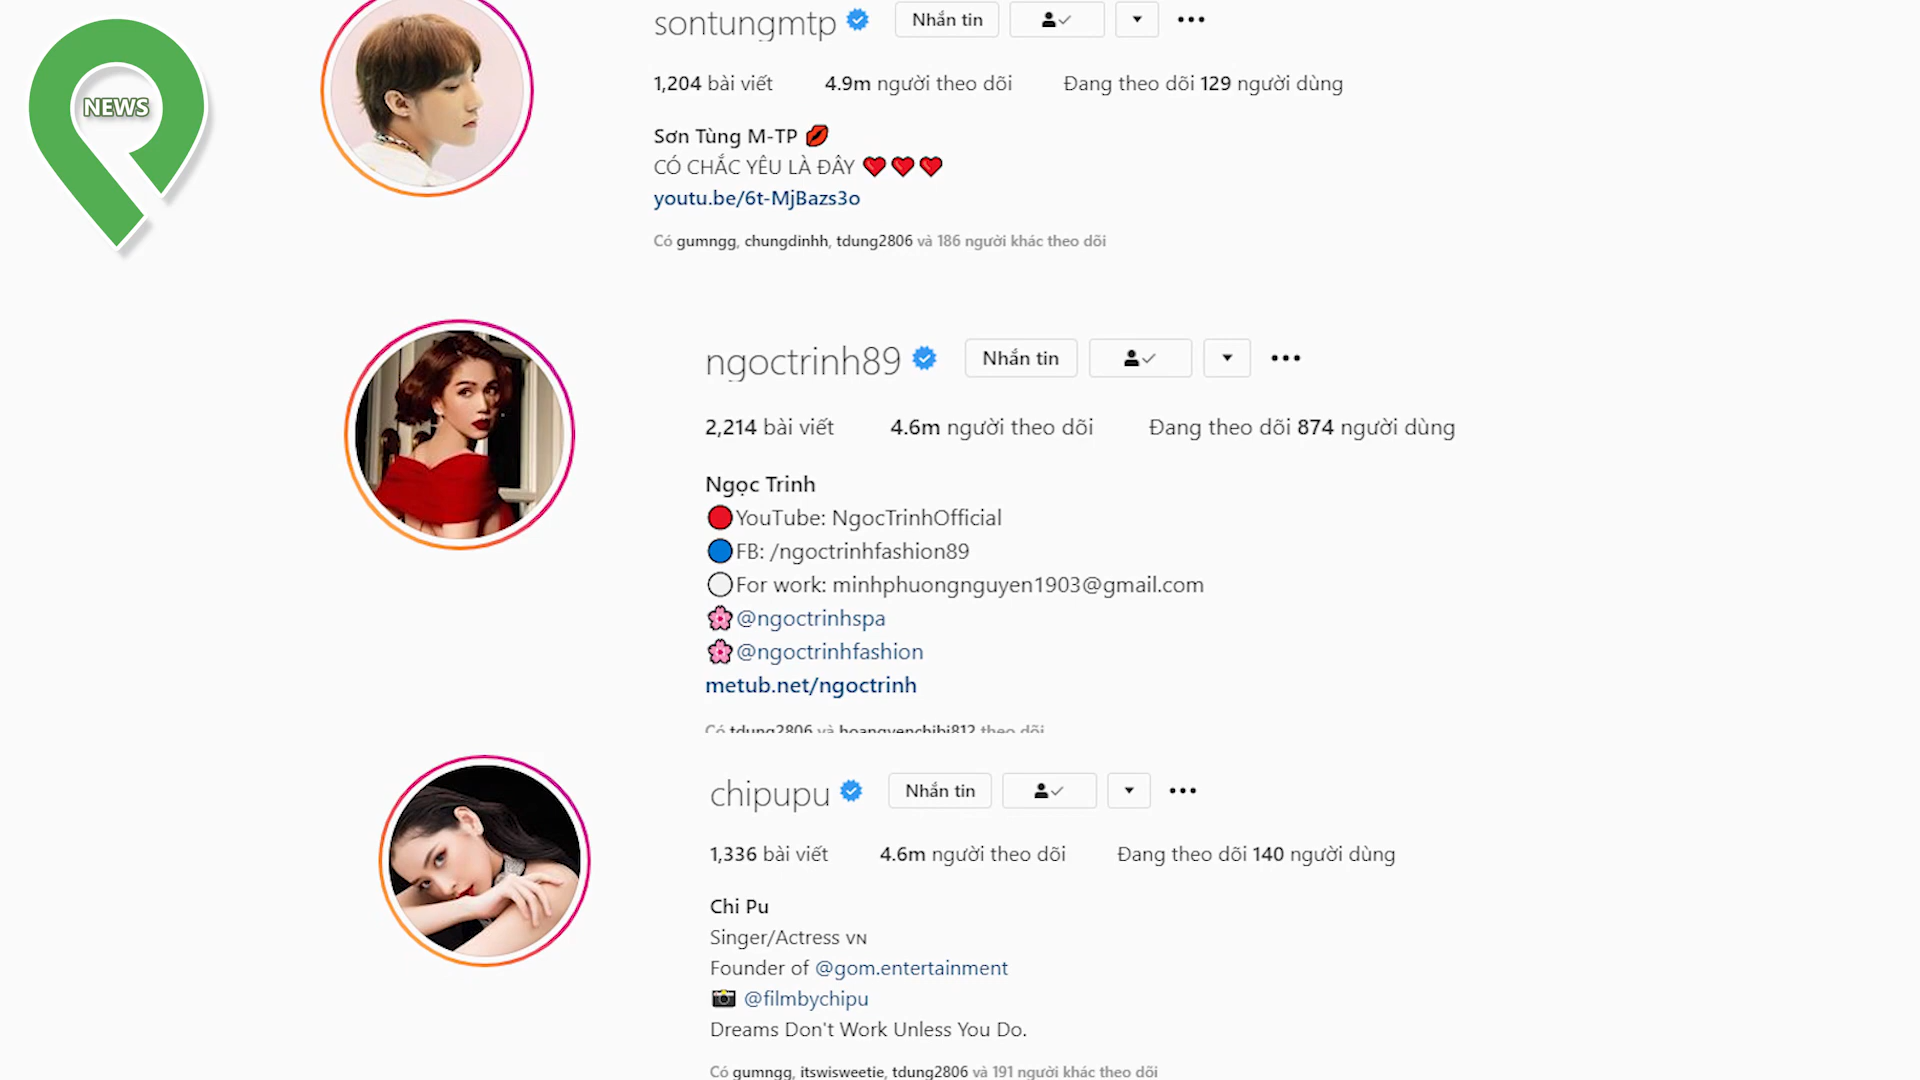 NEWS
sontungmtp Nhắn tin
1,204 bài viết 4.9m người theo dõi Đang theo dõi 129 người dùng
Sơn Tùng M-TP 💋
CÓ CHẮC YÊU LÀ ĐÂY ❤❤❤
youtu.be/6t-MjBazs3o
Có gumngg, chungdinhh, tdung2806 và 186 người khác theo dõi
ngoctrinh89 Nhắn tin
2,214 bài viết 4.6m người theo dõi Đang theo dõi 874 người dùng
Ngọc Trinh
🔴YouTube: NgocTrinhOfficial
🔵FB: /ngoctrinhfashion89
⚪For work: minhphuongnguyen1903@gmail.com
🌸@ngoctrinhspa
🌸@ngoctrinhfashion
metub.net/ngoctrinh
Có tdung2806 và hoangyenchibi812 theo dõi
chipupu Nhắn tin
1,336 bài viết 4.6m người theo dõi Đang theo dõi 140 người dùng
Chi Pu
Singer/Actress VN
Founder of @gom.entertainment
📸 @filmbychipu
Dreams Don't Work Unless You Do.
Có gumngg, itswisweetie, tdung2806 và 191 người khác theo dõi